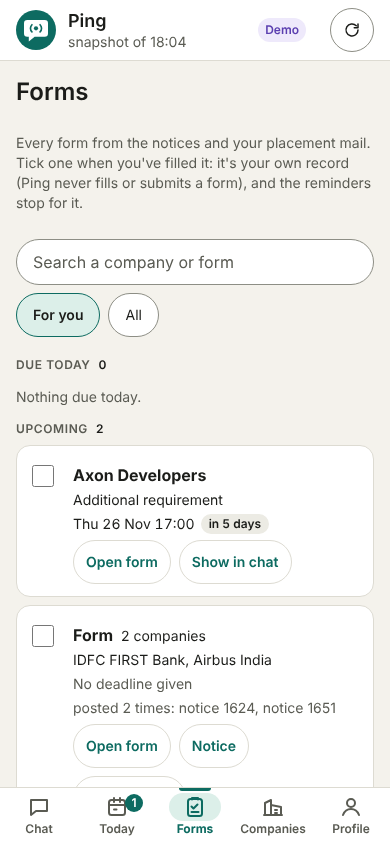 Ping
snapshot of 18:04
Demo
Forms
Every form from the notices and your placement mail.
Tick one when you've filled it: it's your own record
(Ping never fills or submits a form), and the reminders
stop for it.
Search a company or form
For you
All
DUE TODAY 0
Nothing due today.
UPCOMING 2
Axon Developers
Additional requirement
Thu 26 Nov 17:00 in 5 days
Open form
Show in chat
Form 2 companies
IDFC FIRST Bank, Airbus India
No deadline given
posted 2 times: notice 1624, notice 1651
Open form
Notice
1
Chat
Today
Forms
Companies
Profile